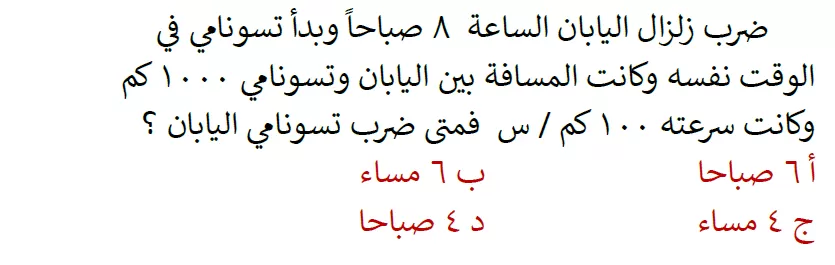 ضرب زلزال اليابان الساعة ٨ صباحاً وبدأ تسونامي في
الوقت نفسه وكانت المسافة بين اليابان وتسونامي ١٠٠٠ كم
وكانت سرعته ١٠٠ كم / س فمتى ضرب تسونامي اليابان ؟
أ ٦ صباحا ب ٦ مساء
ج ٤ مساء د ٤ صباحا